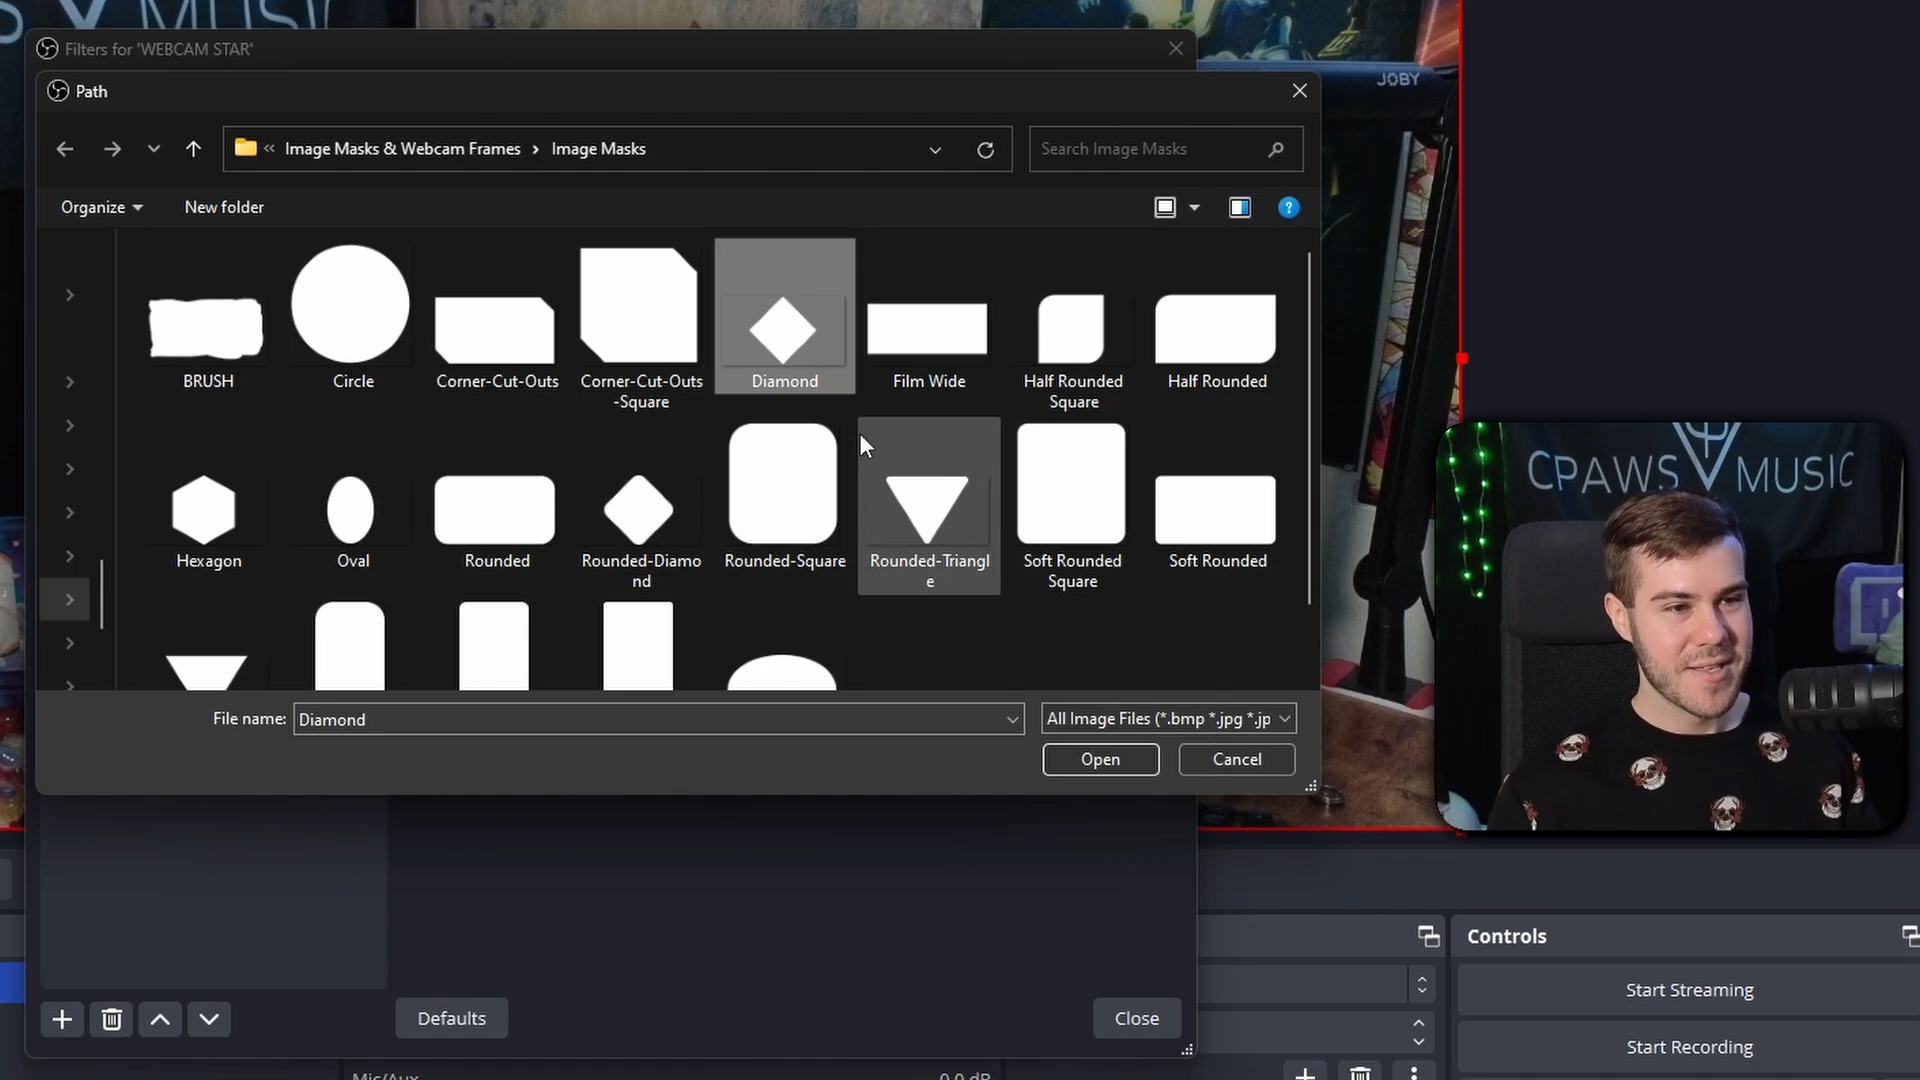 Filters for 'WEBCAM STAR'
Path
JOBY
« Image Masks & Webcam Frames › Image Masks
Search Image Masks
Organize
New folder
?
BRUSH
Circle
Corner-Cut-Outs
Corner-Cut-Outs
-Square
Diamond
Film Wide
Half Rounded
Square
Half Rounded
Hexagon
Oval
Rounded
Rounded-Diamo
nd
Rounded-Square
Rounded-Triangl
e
Soft Rounded
Square
Soft Rounded
CPAWS MUSIC
File name:
Diamond
All Image Files (*.bmp *.jpg *.jp
Open
Cancel
Controls
Start Streaming
Start Recording
Defaults
Close
Mic/Aux
0.0 dB